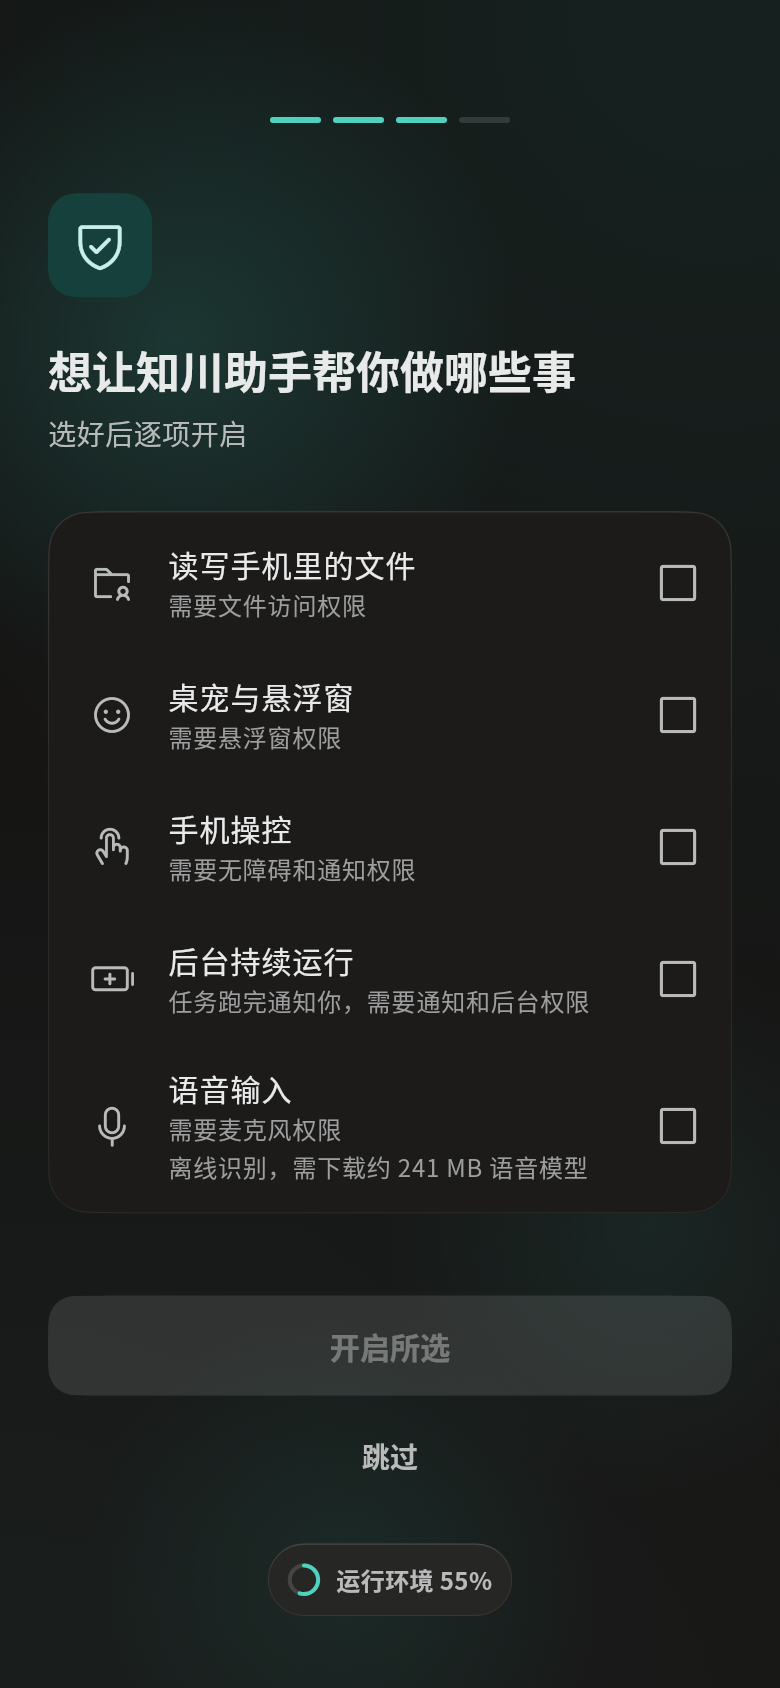 想让知川助手帮你做哪些事
选好后逐项开启
读写手机里的文件
需要文件访问权限
桌宠与悬浮窗
需要悬浮窗权限
手机操控
需要无障碍和通知权限
后台持续运行
任务跑完通知你，需要通知和后台权限
语音输入
需要麦克风权限
离线识别，需下载约 241 MB 语音模型
开启所选
跳过
运行环境 55%